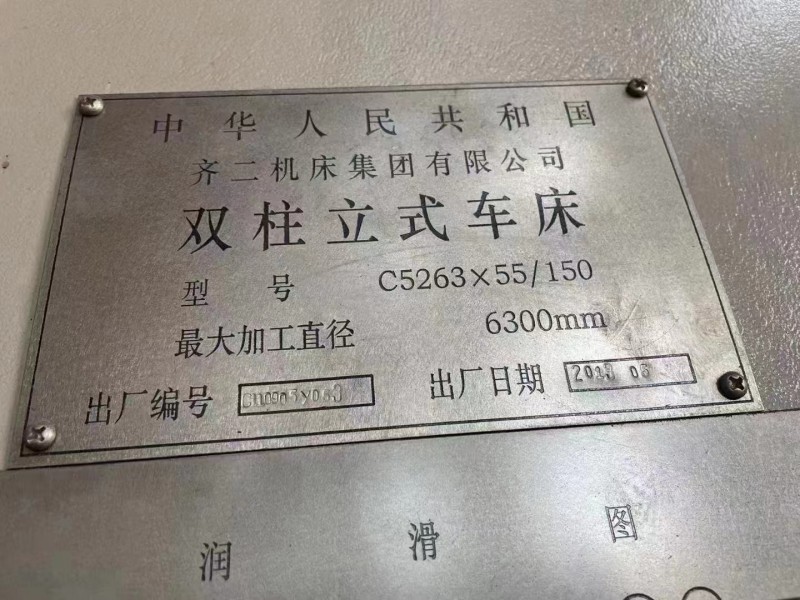 中华人民共和国
齐二机床集团有限公司
双柱立式车床
型号 C5263×55/150
最大加工直径 6300mm
出厂编号 出厂日期
润滑图